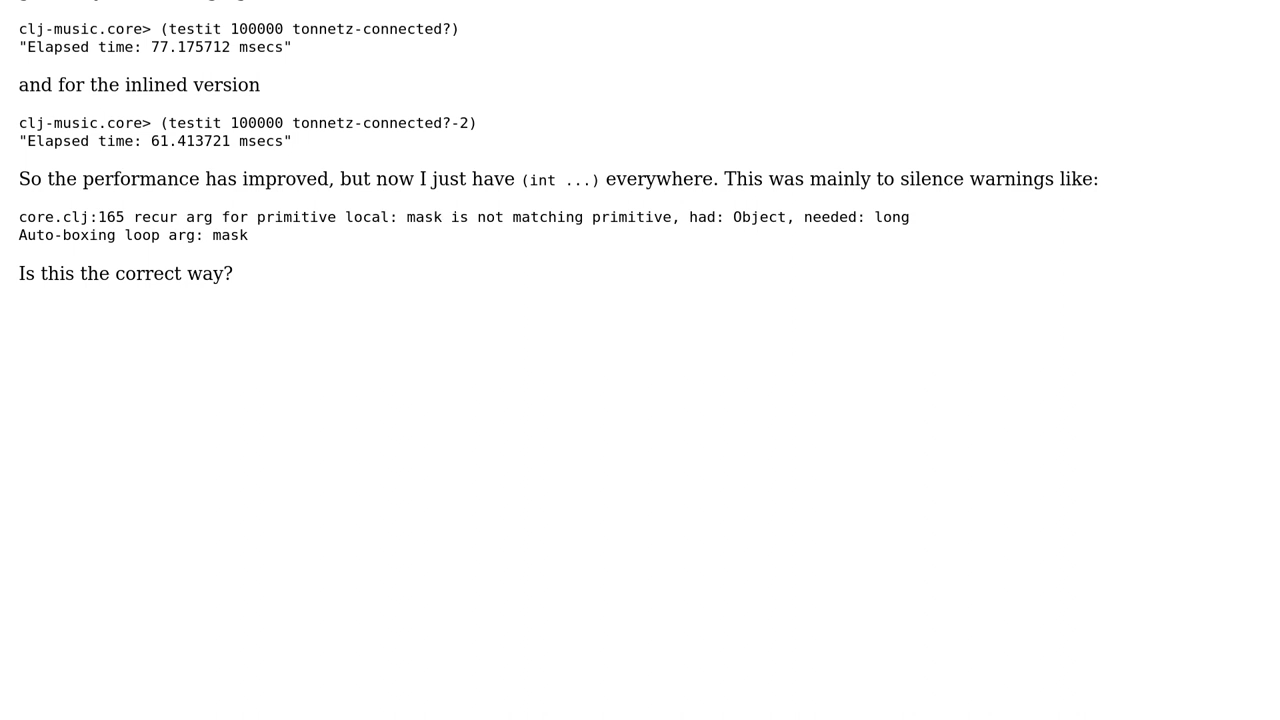 clj-music.core> (testit 100000 tonnetz-connected?)
"Elapsed time: 77.175712 msecs"
and for the inlined version
clj-music.core> (testit 100000 tonnetz-connected?-2)
"Elapsed time: 61.413721 msecs"
So the performance has improved, but now I just have (int ...) everywhere. This was mainly to silence warnings like:
core.clj:165 recur arg for primitive local: mask is not matching primitive, had: Object, needed: long
Auto-boxing loop arg: mask
Is this the correct way?